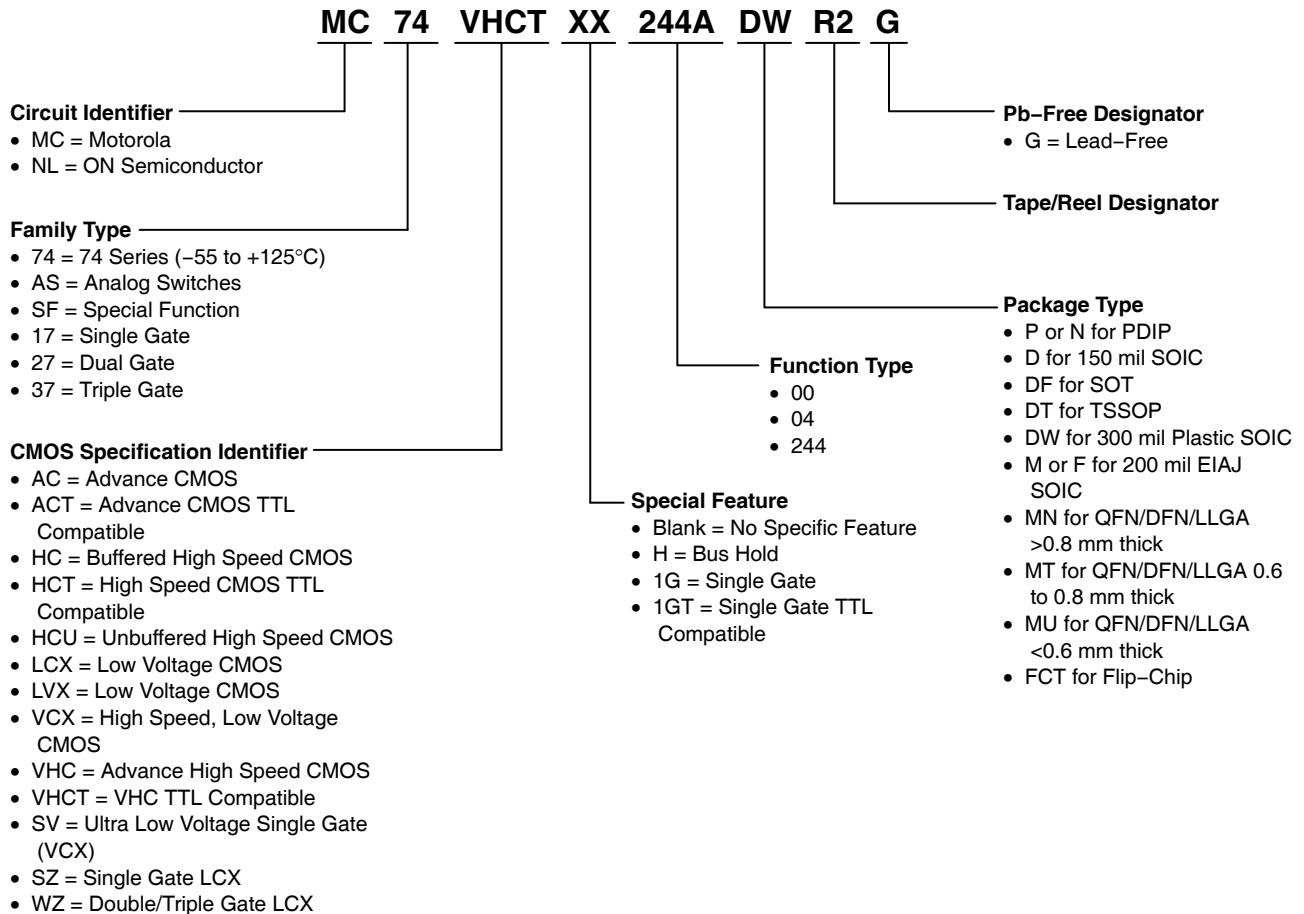 MC 74 VHCT XX 244A DW R2 G
Circuit Identifier
• MC = Motorola
• NL = ON Semiconductor
Family Type
• 74 = 74 Series (−55 to +125°C)
• AS = Analog Switches
• SF = Special Function
• 17 = Single Gate
• 27 = Dual Gate
• 37 = Triple Gate
CMOS Specification Identifier
• AC = Advance CMOS
• ACT = Advance CMOS TTL
Compatible
• HC = Buffered High Speed CMOS
• HCT = High Speed CMOS TTL
Compatible
• HCU = Unbuffered High Speed CMOS
• LCX = Low Voltage CMOS
• LVX = Low Voltage CMOS
• VCX = High Speed, Low Voltage
CMOS
• VHC = Advance High Speed CMOS
• VHCT = VHC TTL Compatible
• SV = Ultra Low Voltage Single Gate
(VCX)
• SZ = Single Gate LCX
• WZ = Double/Triple Gate LCX
Special Feature
• Blank = No Specific Feature
• H = Bus Hold
• 1G = Single Gate
• 1GT = Single Gate TTL
Compatible
Function Type
• 00
• 04
• 244
Pb−Free Designator
• G = Lead−Free
Tape/Reel Designator
Package Type
• P or N for PDIP
• D for 150 mil SOIC
• DF for SOT
• DT for TSSOP
• DW for 300 mil Plastic SOIC
• M or F for 200 mil EIAJ
SOIC
• MN for QFN/DFN/LLGA
>0.8 mm thick
• MT for QFN/DFN/LLGA 0.6
to 0.8 mm thick
• MU for QFN/DFN/LLGA
<0.6 mm thick
• FCT for Flip−Chip